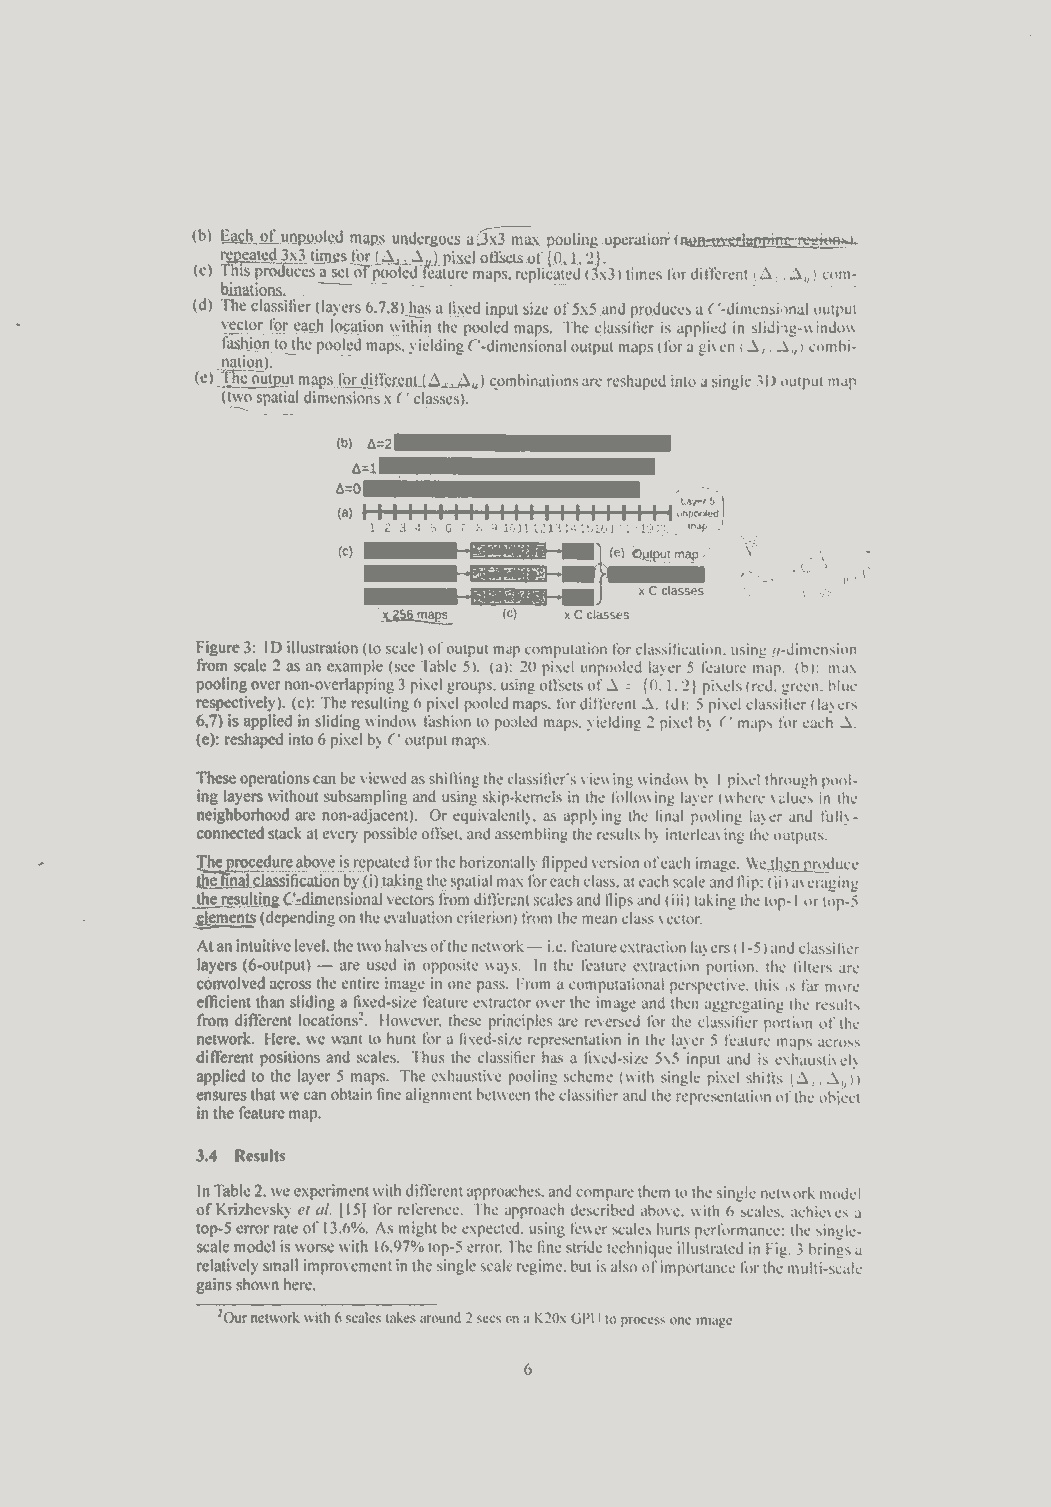 (b) Each of unpooled maps undergoes a 3x3 max pooling operation (non-overlapping regions),
repeated 3x3 times for (Δx, Δy) pixel offsets of {0, 1, 2}.
(c) This produces a set of pooled feature maps, replicated (3x3) times for different (Δx, Δy) com-
binations.
(d) The classifier (layers 6,7,8) has a fixed input size of 5x5 and produces a C-dimensional output
vector for each location within the pooled maps. The classifier is applied in sliding-window
fashion to the pooled maps, yielding C-dimensional output maps (for a given (Δx, Δy) combi-
nation).
(e) The output maps for different (Δx, Δy) combinations are reshaped into a single 3D output map
(two spatial dimensions x C classes).
(b) Δ=2
Δ=1
Δ=0
(a) Layer 5
unpooled
map
1 2 3 4 5 6 7 8 9 10 11 12 13 14 15 16 17 18 19 20
(c) (e) Output map
x C classes
x 256 maps (c) x C classes
Figure 3: 1D illustration (to scale) of output map computation for classification, using y-dimension
from scale 2 as an example (see Table 5). (a): 20 pixel unpooled layer 5 feature map. (b): max
pooling over non-overlapping 3 pixel groups, using offsets of Δ = {0, 1, 2} pixels (red, green, blue
respectively). (c): The resulting 6 pixel pooled maps, for different Δ. (d): 5 pixel classifier (layers
6,7) is applied in sliding window fashion to pooled maps, yielding 2 pixel by C maps for each Δ.
(e): reshaped into 6 pixel by C output maps.
These operations can be viewed as shifting the classifier's viewing window by 1 pixel through pool-
ing layers without subsampling and using skip-kernels in the following layer (where values in the
neighborhood are non-adjacent). Or equivalently, as applying the final pooling layer and fully-
connected stack at every possible offset, and assembling the results by interleaving the outputs.
The procedure above is repeated for the horizontally flipped version of each image. We then produce
the final classification by (i) taking the spatial max for each class, at each scale and flip; (ii) averaging
the resulting C-dimensional vectors from different scales and flips and (iii) taking the top-1 or top-5
elements (depending on the evaluation criterion) from the mean class vector.
At an intuitive level, the two halves of the network — i.e. feature extraction layers (1-5) and classifier
layers (6-output) — are used in opposite ways. In the feature extraction portion, the filters are
convolved across the entire image in one pass. From a computational perspective, this is far more
efficient than sliding a fixed-size feature extractor over the image and then aggregating the results
from different locations². However, these principles are reversed for the classifier portion of the
network. Here, we want to hunt for a fixed-size representation in the layer 5 feature maps across
different positions and scales. Thus the classifier has a fixed-size 5x5 input and is exhaustively
applied to the layer 5 maps. The exhaustive pooling scheme (with single pixel shifts (Δx, Δy))
ensures that we can obtain fine alignment between the classifier and the representation of the object
in the feature map.
3.4 Results
In Table 2, we experiment with different approaches, and compare them to the single network model
of Krizhevsky et al. [15] for reference. The approach described above, with 6 scales, achieves a
top-5 error rate of 13.6%. As might be expected, using fewer scales hurts performance: the single-
scale model is worse with 16.97% top-5 error. The fine stride technique illustrated in Fig. 3 brings a
relatively small improvement in the single scale regime, but is also of importance for the multi-scale
gains shown here.
²Our network with 6 scales takes around 2 secs on a K20x GPU to process one image
6